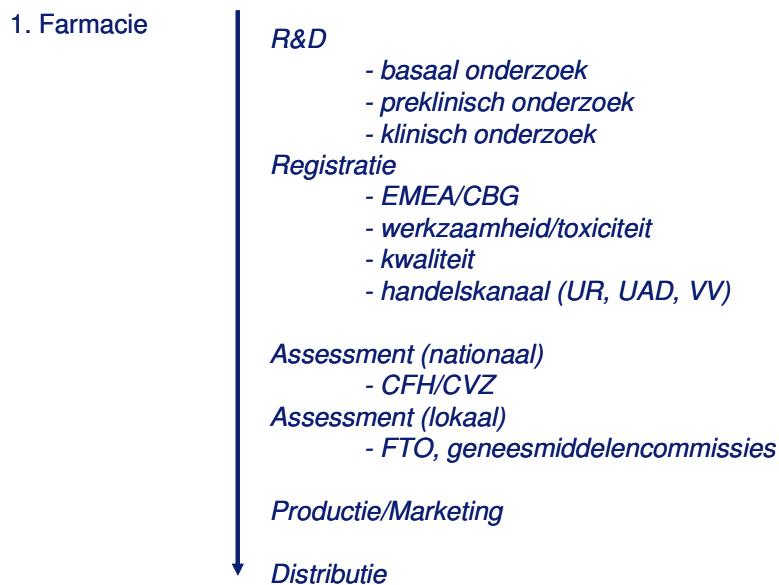 1. Farmacie
R&D
- basaal onderzoek
- preklinisch onderzoek
- klinisch onderzoek
Registratie
- EMEA/CBG
- werkzaamheid/toxiciteit
- kwaliteit
- handelskanaal (UR, UAD, VV)
Assessment (nationaal)
- CFH/CVZ
Assessment (lokaal)
- FTO, geneesmiddelencommissies
Productie/Marketing
Distributie